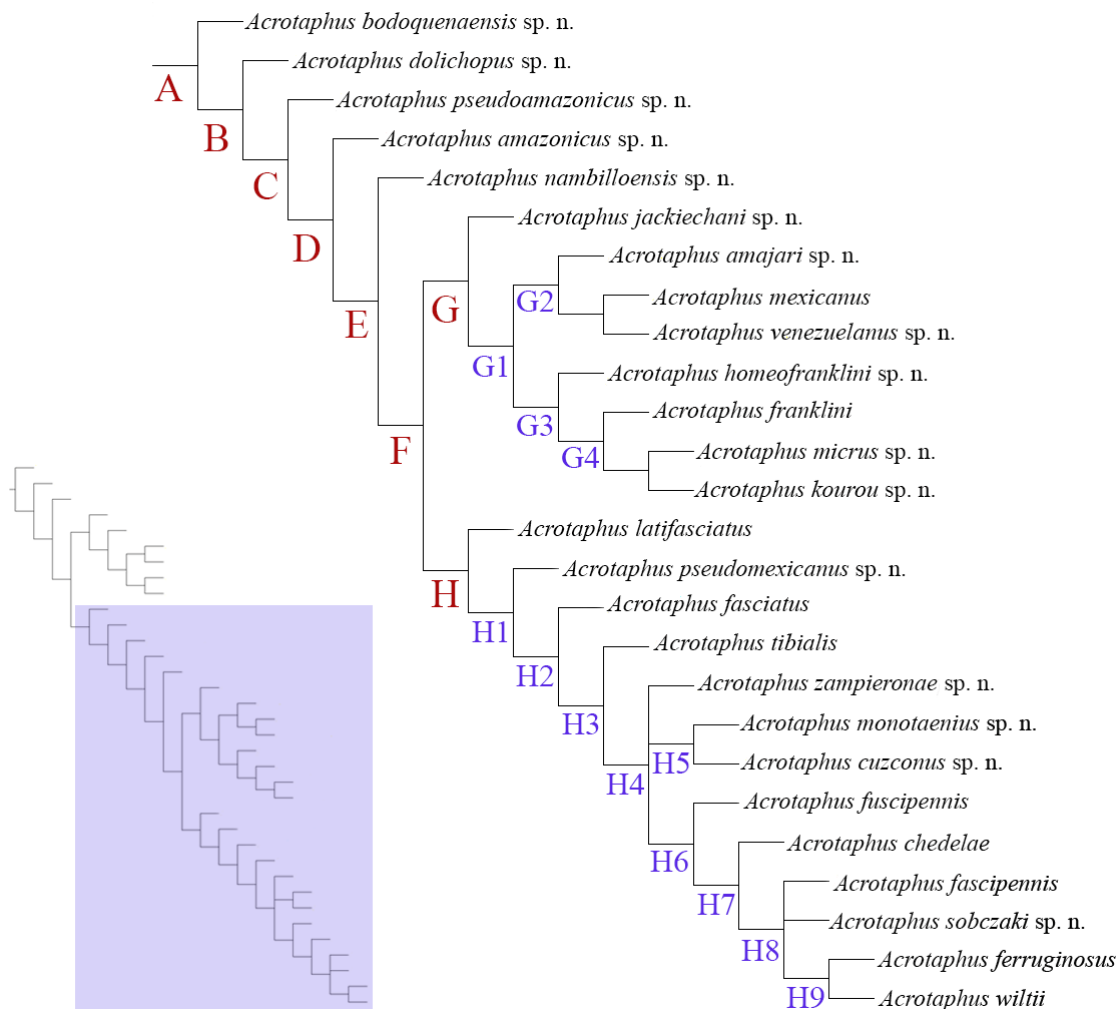 Acrotaphus bodoquenaensis sp. n.
Acrotaphus dolichopus sp. n.
A
Acrotaphus pseudoamazonicus sp. n.
B
Acrotaphus amazonicus sp. n.
C
Acrotaphus nambilloensis sp. n.
Acrotaphus jackiechani sp. n.
D
Acrotaphus amajari sp. n.
G
G2
Acrotaphus mexicanus
E
Acrotaphus venezuelanus sp. n.
G1
Acrotaphus homeofranklini sp. n.
Acrotaphus franklini
G3
F
Acrotaphus micrus sp. n.
G4
Acrotaphus kourou sp. n.
Acrotaphus latifasciatus
Acrotaphus pseudomexicanus sp. n.
H
Acrotaphus fasciatus
H1
Acrotaphus tibialis
H2
Acrotaphus zampieronae sp. n.
H3
Acrotaphus monotaenius sp. n.
H5
Acrotaphus cuzconus sp. n.
H4
Acrotaphus fuscipennis
Acrotaphus chedelae
H6
Acrotaphus fascipennis
H7
Acrotaphus sobczaki sp. n.
H8
Acrotaphus ferruginosus
H9
Acrotaphus wiltii